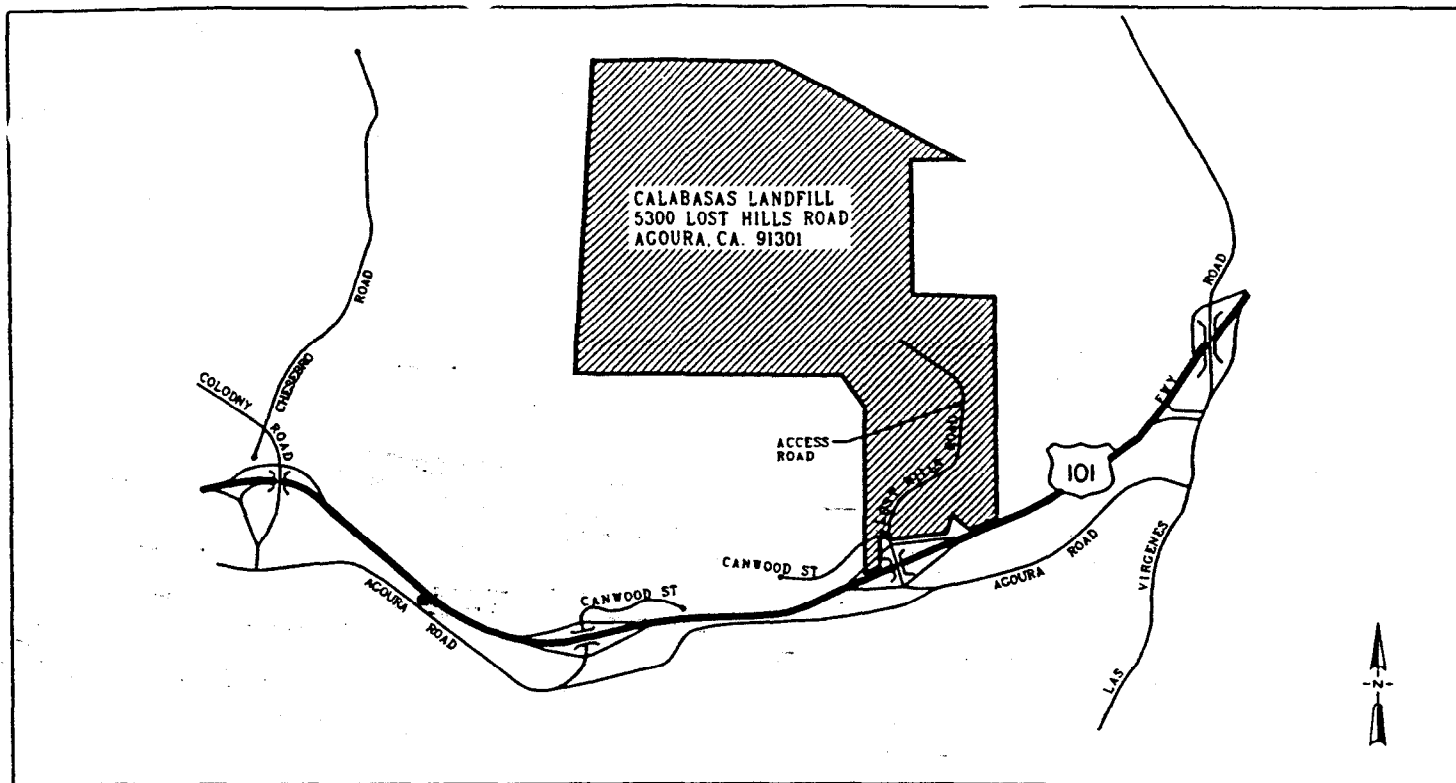 CALABASAS LANDFILL
5300 LOST HILLS ROAD
AGOURA, CA. 91301
ROAD
CHESEBRO
COLODNY
ROAD
ROAD
FWY
ACCESS
ROAD
LOST HILLS ROAD
101
CANWOOD ST
AGOURA ROAD
VIRGENES
CANWOOD ST
AGOURA ROAD
LAS
N